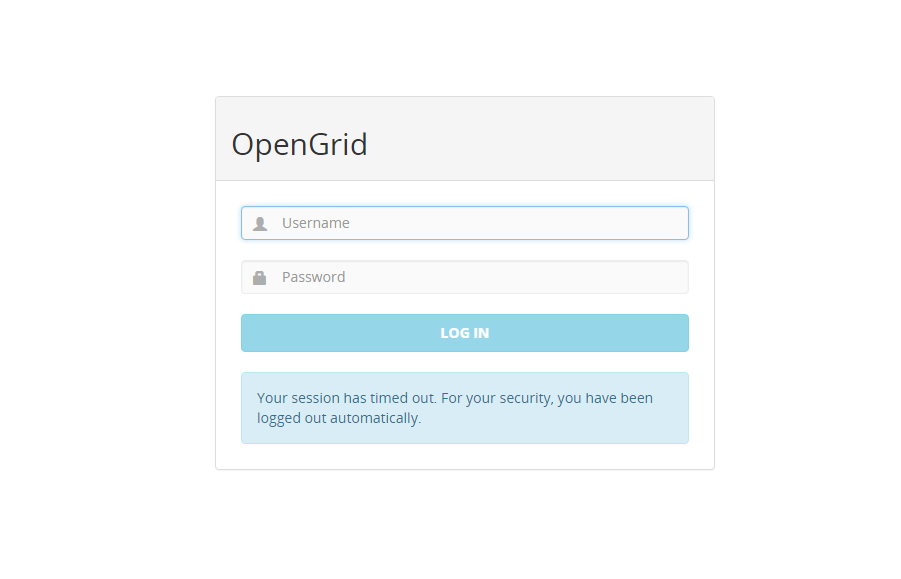 OpenGrid
Username
Password
LOG IN
Your session has timed out. For your security, you have been
logged out automatically.